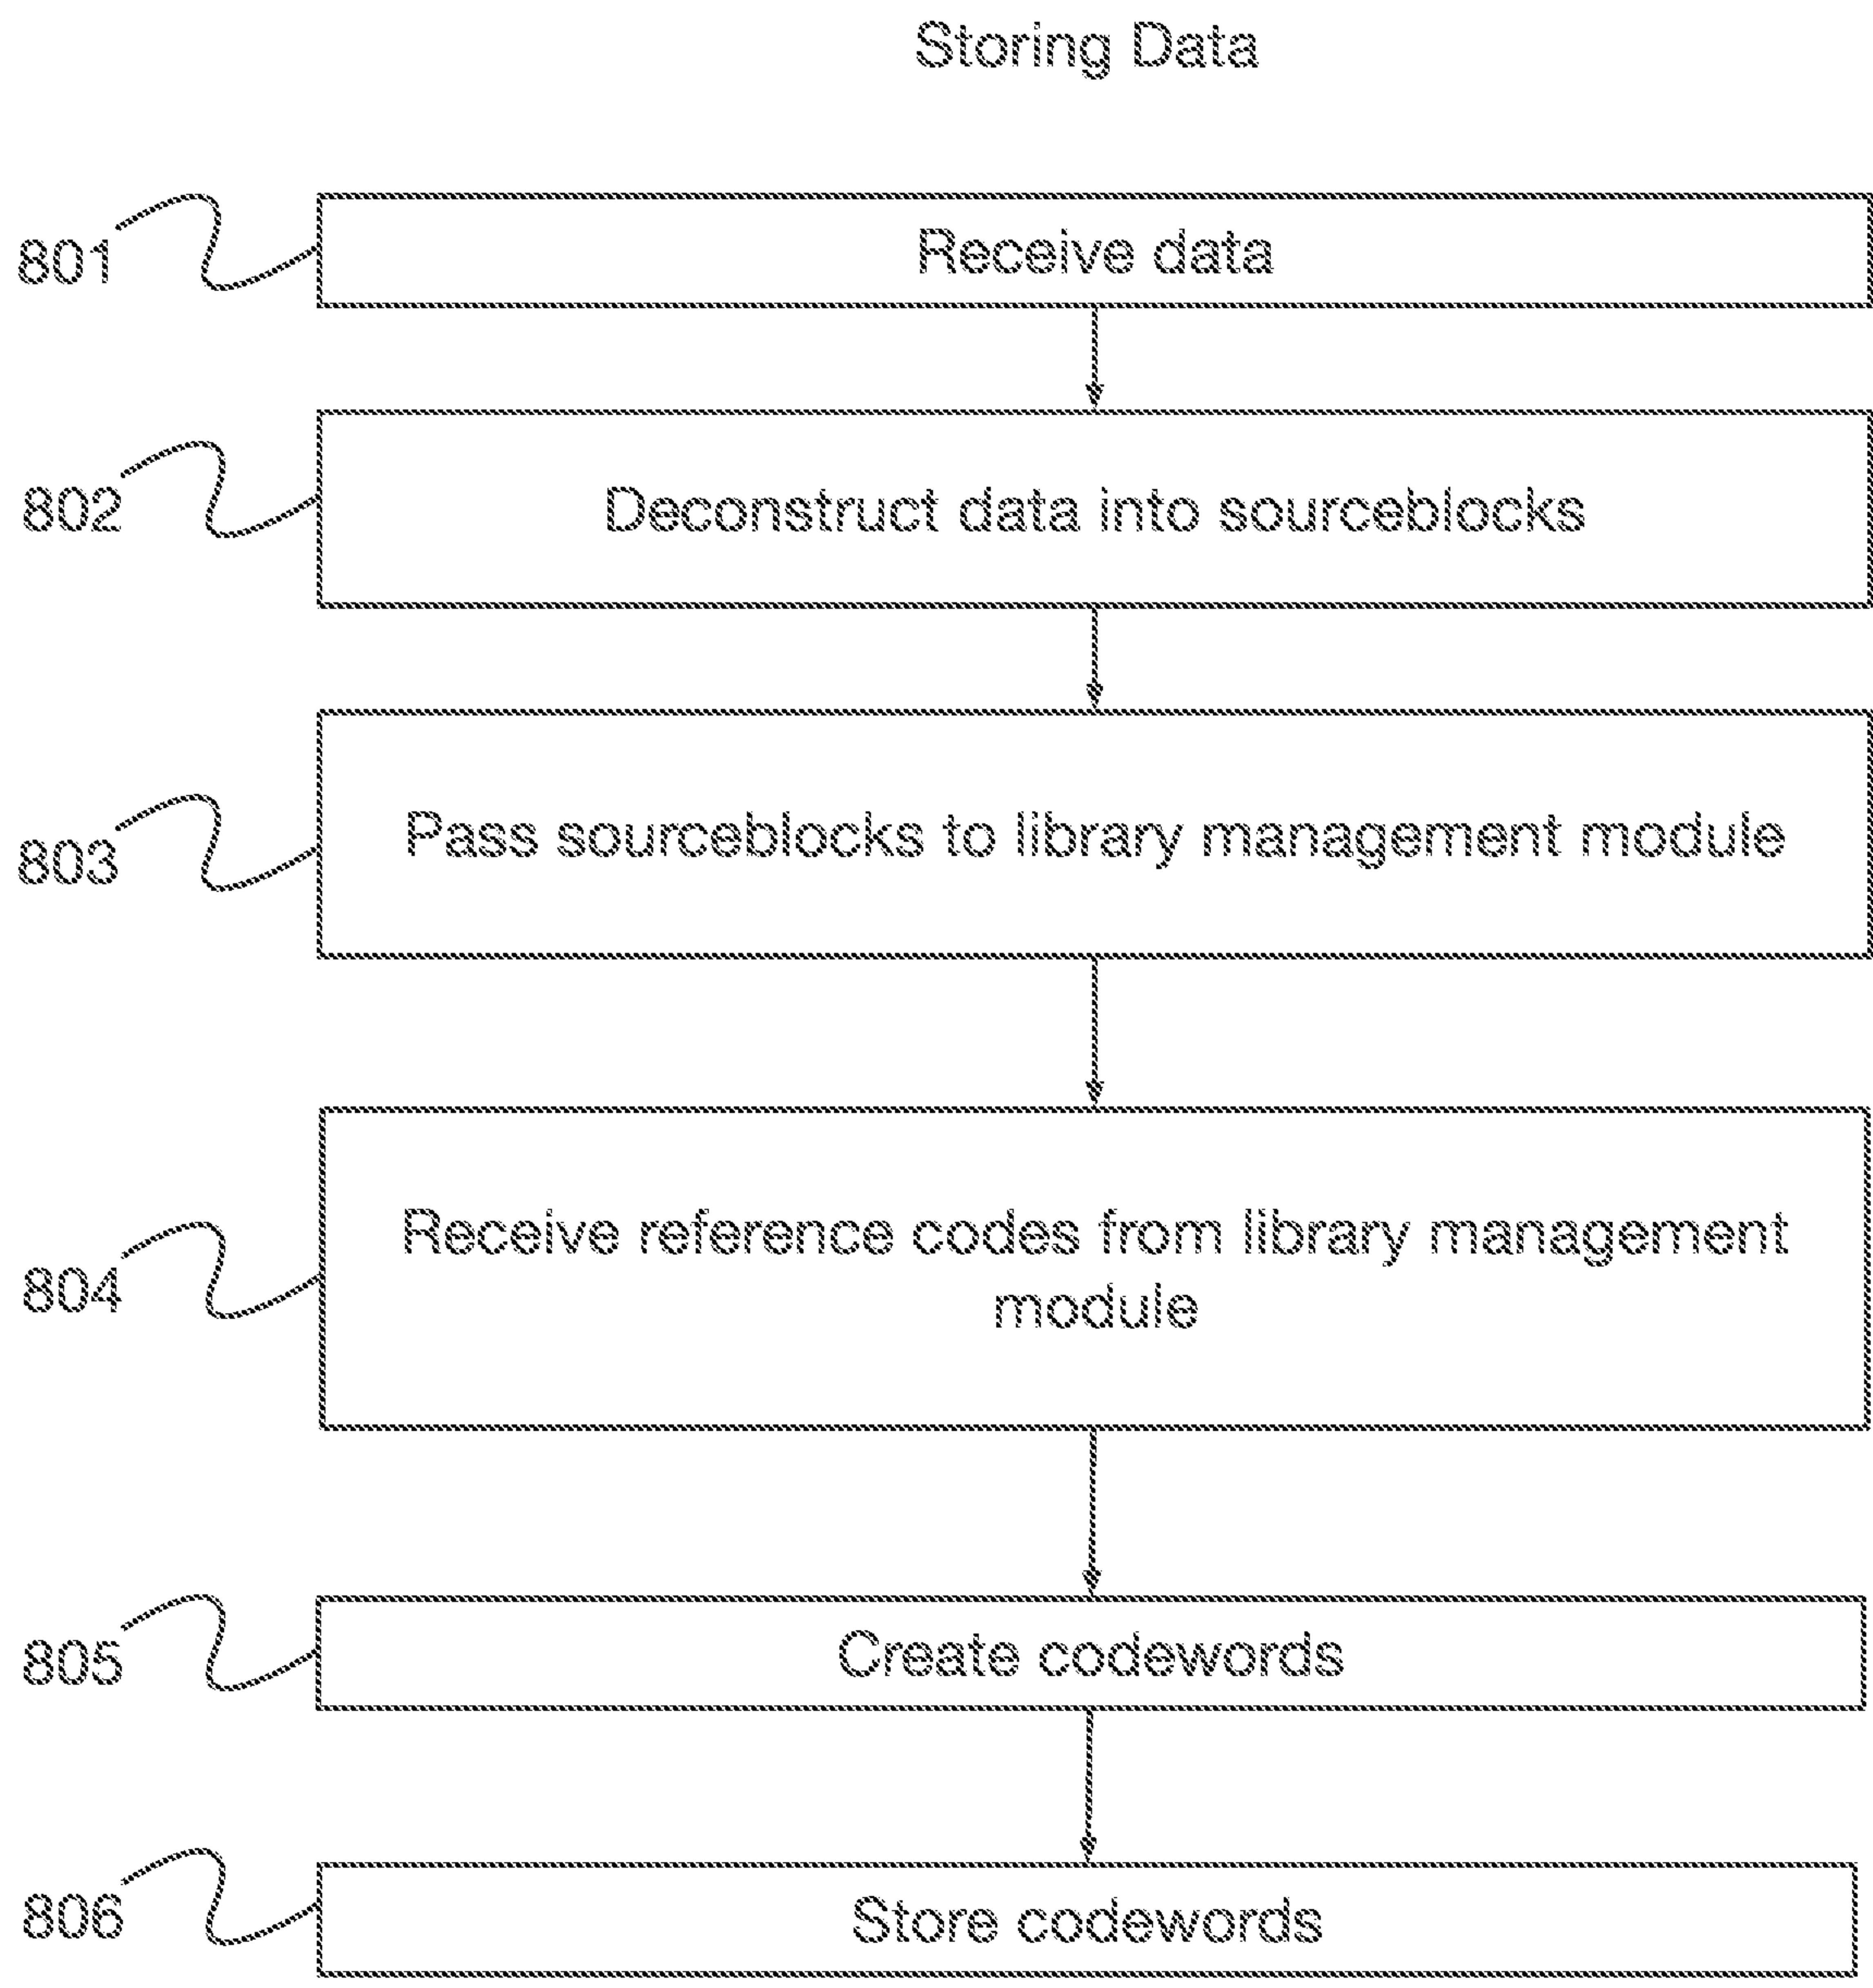 Storing Data
801
Receive data
802
Deconstruct data into sourceblocks
803
Pass sourceblocks to library management module
804
Receive reference codes from library management
module
805
Create codewords
806
Store codewords